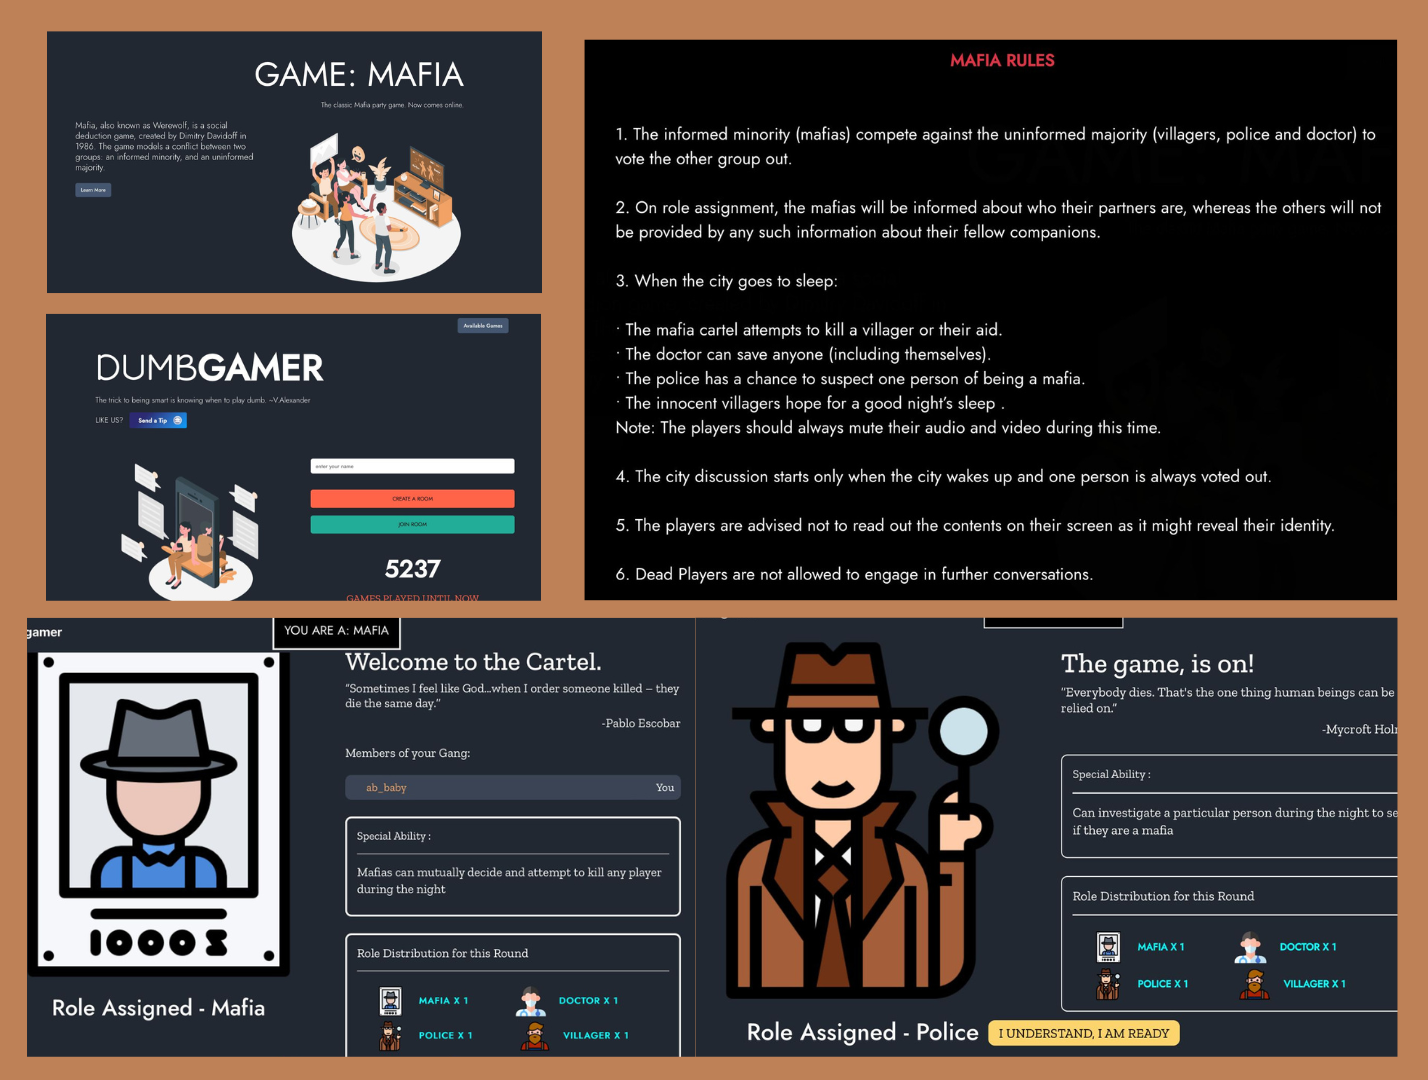 GAME: MAFIA
The classic Mafia party game. Now comes online.
Mafia, also known as Werewolf, is a social
deduction game, created by Dimitry Davidoff in
1986. The game models a conflict between two
groups: an informed minority, and an uninformed
majority.
Learn More
Available Games
DUMBGAMER
The trick to being smart is knowing when to play dumb. ~V.Alexander
LIKE US?
Send a Tip
enter your name
CREATE A ROOM
JOIN ROOM
5237
GAMES PLAYED UNTIL NOW
MAFIA RULES
1. The informed minority (mafias) compete against the uninformed majority (villagers, police and doctor) to
vote the other group out.
2. On role assignment, the mafias will be informed about who their partners are, whereas the others will not
be provided by any such information about their fellow companions.
3. When the city goes to sleep:
· The mafia cartel attempts to kill a villager or their aid.
· The doctor can save anyone (including themselves).
· The police has a chance to suspect one person of being a mafia.
· The innocent villagers hope for a good night's sleep .
Note: The players should always mute their audio and video during this time.
4. The city discussion starts only when the city wakes up and one person is always voted out.
5. The players are advised not to read out the contents on their screen as it might reveal their identity.
6. Dead Players are not allowed to engage in further conversations.
gamer
YOU ARE A: MAFIA
Welcome to the Cartel.
"Sometimes I feel like God...when I order someone killed – they
die the same day."
-Pablo Escobar
Members of your Gang:
ab_baby You
Special Ability :
Mafias can mutually decide and attempt to kill any player
during the night
Role Distribution for this Round
MAFIA X 1 DOCTOR X 1
POLICE X 1 VILLAGER X 1
Role Assigned - Mafia
The game, is on!
"Everybody dies. That's the one thing human beings can be
relied on."
-Mycroft Hol
Special Ability :
Can investigate a particular person during the night to se
if they are a mafia
Role Distribution for this Round
MAFIA X 1 DOCTOR X 1
POLICE X 1 VILLAGER X 1
Role Assigned - Police
I UNDERSTAND, I AM READY